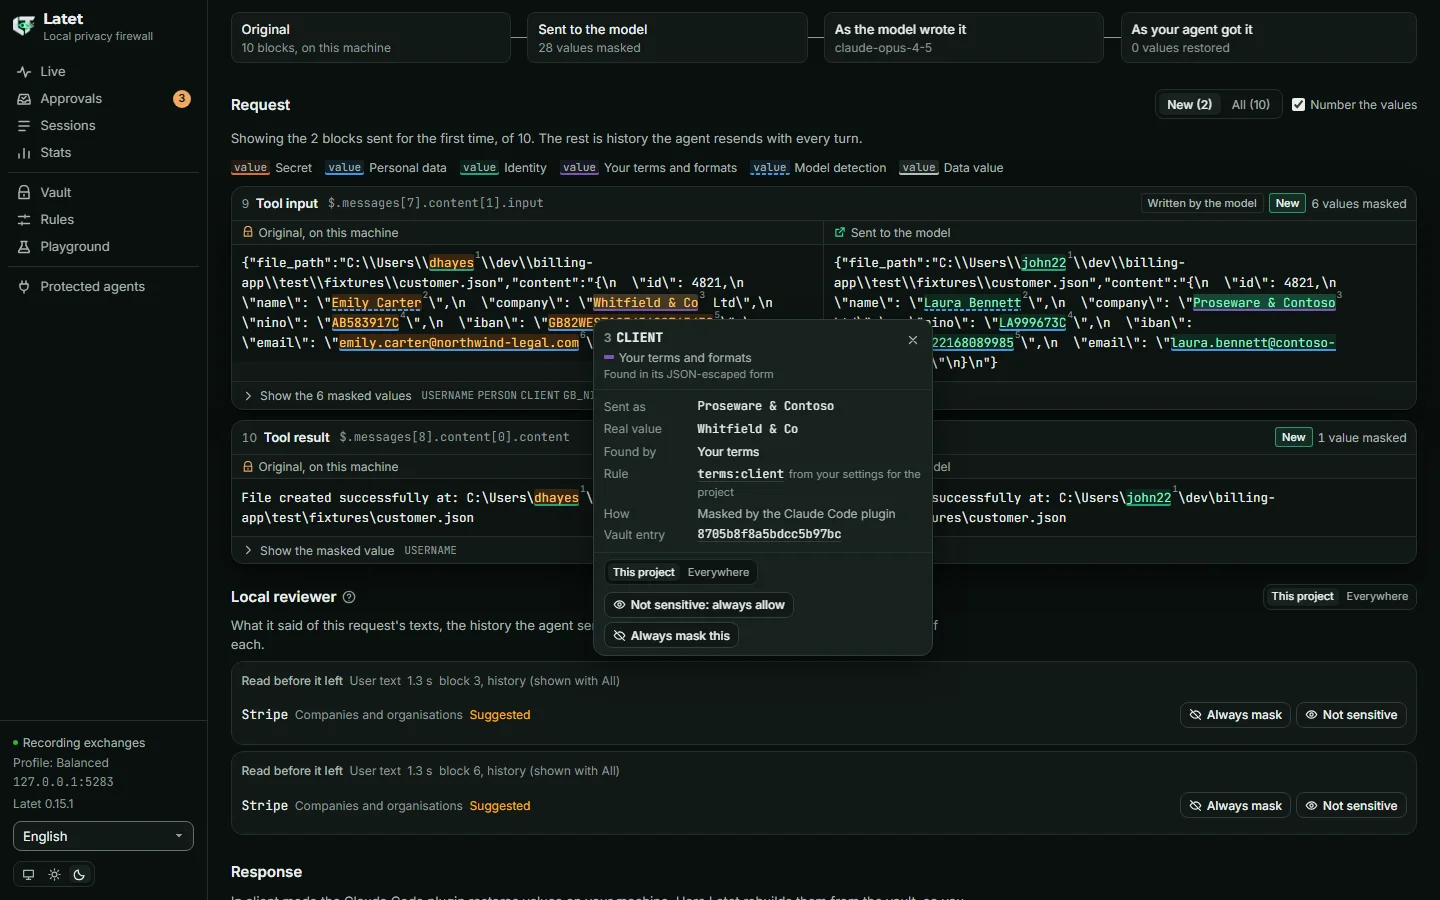 Latet
Local privacy firewall
Live
Approvals 3
Sessions
Stats
Vault
Rules
Playground
Protected agents
Recording exchanges
Profile: Balanced
127.0.0.1:5283
Latet 0.15.1
English
Original
10 blocks, on this machine
Sent to the model
28 values masked
As the model wrote it
claude-opus-4-5
As your agent got it
0 values restored
Request
New (2) All (10) Number the values
Showing the 2 blocks sent for the first time, of 10. The rest is history the agent resends with every turn.
value Secret value Personal data value Identity value Your terms and formats value Model detection value Data value
9 Tool input $.messages[7].content[1].input Written by the model New 6 values masked
Original, on this machine
{"file_path":"C:\\Users\\dhayes1\\dev\\billing-
app\\test\\fixtures\\customer.json","content":"{\n  \"id\": 4821,\n
\"name\": \"Emily Carter2\",\n  \"company\": \"Whitfield & Co3 Ltd\",\n
\"nino\": \"AB583917C4\",\n  \"iban\": \"
\"email\": \"emily.carter@northwind-legal.com6
Sent to the model
{"file_path":"C:\\Users\\john221\\dev\\billing-
app\\test\\fixtures\\customer.json","content":"{\n  \"id\": 4821,\n
\"name\": \"Laura Bennett2\",\n  \"company\": \"Proseware & Contoso3
\"LA999673C4\",\n  \"iban\":
221680899855\",\n  \"email\": \"laura.bennett@contoso-
\"\n}\n"}
Show the 6 masked values USERNAME PERSON CLIENT
10 Tool result $.messages[8].content[0].content New 1 value masked
Original, on this machine
File created successfully at: C:\Users\dhayes1\
app\test\fixtures\customer.json
successfully at: C:\Users\john221\dev\billing-
\customer.json
Show the masked value USERNAME
3 CLIENT
Your terms and formats
Found in its JSON-escaped form
Sent as Proseware & Contoso
Real value Whitfield & Co
Found by Your terms
Rule terms:client from your settings for the
project
How Masked by the Claude Code plugin
Vault entry 8705b8f8a5bdcc5b97bc
This project Everywhere
Not sensitive: always allow
Always mask this
Local reviewer ? This project Everywhere
What it said of this request's texts, the history the agent
each.
Read before it left User text 1.3 s block 3, history (shown with All)
Stripe Companies and organisations Suggested Always mask Not sensitive
Read before it left User text 1.3 s block 6, history (shown with All)
Stripe Companies and organisations Suggested Always mask Not sensitive
Response